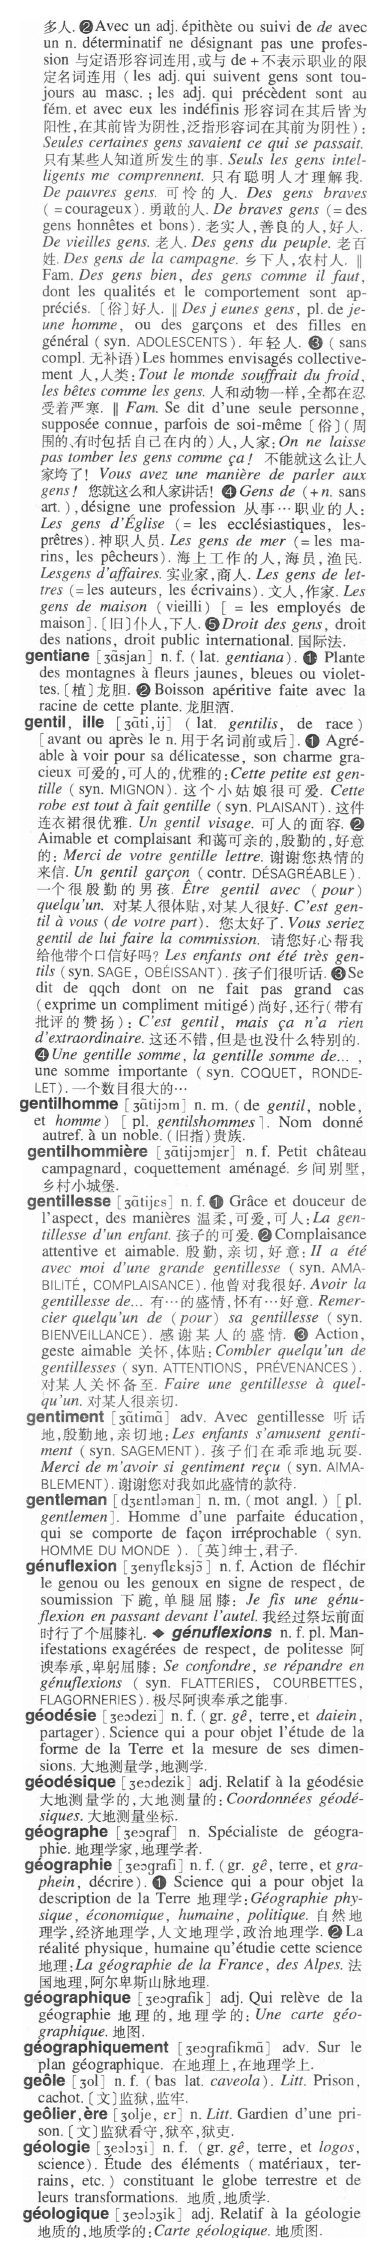 多人. ❷Avec un adj. épithète ou suivi de de avec
un n. déterminatif ne désignant pas une profes-
sion 与定语形容词连用,或与 de + 不表示职业的限
定名词连用 ( les adj. qui suivent gens sont tou-
jours au masc. ; les adj. qui précèdent sont au
fém. et avec eux les indéfinis 形容词在其后皆为
阳性,在其前皆为阴性,泛指形容词在其前为阴性) :
Seules certaines gens savaient ce qui se passait.
只有某些人知道所发生的事. Seuls les gens intel-
ligents me comprennent. 只有聪明人才理解我.
De pauvres gens. 可怜的人. Des gens braves
( = courageux ) . 勇敢的人. De braves gens ( = des
gens honnêtes et bons) . 老实人,善良的人,好人.
De vieilles gens. 老人. Des gens du peuple. 老百
姓. Des gens de la campagne. 乡下人,农村人. ‖
Fam. Des gens bien, des gens comme il faut,
dont les qualités et le comportement sont ap-
préciés. [俗]好人. ‖ Des j eunes gens, pl. de je-
une homme, ou des garçons et des filles en
général (syn. ADOLESCENTS) . 年轻人. ❸ ( sans
compl. 无补语) Les hommes envisagés collective-
ment 人,人类: Tout le monde souffrait du froid,
les bêtes comme les gens. 人和动物一样,全都在忍
受着严寒. ‖ Fam. Se dit d'une seule personne,
supposée connue, parfois de soi-même [俗] (周
围的,有时包括自己在内的) 人,人家: On ne laisse
pas tomber les gens comme ça ! 不能就这么让人
家垮了! Vous avez une manière de parler aux
gens ! 您就这么和人家讲话! ❹ Gens de ( + n. sans
art. ) , désigne une profession 从事…职业的人:
Les gens d'Église ( = les ecclésiastiques, les-
prêtres) . 神职人员. Les gens de mer ( = les ma-
rins, les pêcheurs) . 海上工作的人,海员,渔民.
Lesgens d'affaires. 实业家,商人. Les gens de let-
tres ( = les auteurs, les écrivains) . 文人,作家. Les
gens de maison (vieilli) [ = les employés de
maison] . [旧]仆人,下人. ❺ Droit des gens, droit
des nations, droit public international. 国际法.
gentiane [ʒɑ̃sjan] n. f. ( lat. gentiana ) . ❶ Plante
des montagnes à fleurs jaunes, bleues ou violet-
tes. [植] 龙胆. ❷ Boisson apéritive faite avec la
racine de cette plante. 龙胆酒.
gentil, ille [ʒɑ̃ti, ij] ( lat. gentilis, de race)
[avant ou après le n. 用于名词前或后] . ❶ Agré-
able à voir pour sa délicatesse, son charme gra-
cieux 可爱的,可人的,优雅的: Cette petite est gen-
tille (syn. MIGNON) . 这个小姑娘很可爱. Cette
robe est tout à fait gentille (syn. PLAISANT) . 这件
连衣裙很优雅. Un gentil visage. 可人的面容. ❷
Aimable et complaisant 和蔼可亲的,殷勤的,好意
的: Merci de votre gentille lettre. 谢谢您热情的
来信. Un gentil garçon (contr. DÉSAGRÉABLE) .
一个很殷勤的男孩. Être gentil avec ( pour )
quelqu'un. 对某人很体贴,对某人很好. C'est gen-
til à vous ( de votre part ) . 您太好了. Vous seriez
gentil de lui faire la commission. 请您好心帮我
给他带个口信好吗? Les enfants ont été très gen-
tils (syn. SAGE, OBÉISSANT) . 孩子们很听话. ❸ Se
dit de qqch dont on ne fait pas grand cas
(exprime un compliment mitigé) 尚好,还行(带有
批评的赞扬) : C'est gentil, mais ça n'a rien
d'extraordinaire. 这还不错,但是也没什么特别的.
❹ Une gentille somme, la gentille somme de... ,
une somme importante (syn. COQUET, RONDE-
LET) . 一个数目很大的…
gentilhomme [ʒɑ̃tijɔm] n. m. ( de gentil, noble,
et homme ) [ pl. gentilshommes ] . Nom donné
autref. à un noble. (旧指) 贵族.
gentilhommière [ʒɑ̃tijɔmjɛr] n. f. Petit château
campagnard, coquettement aménagé. 乡间别墅,
乡村小城堡.
gentillesse [ʒɑ̃tijɛs] n. f. ❶ Grâce et douceur de
l'aspect, des manières 温柔,可爱,可人: La gen-
tillesse d'un enfant. 孩子的可爱. ❷ Complaisance
attentive et aimable. 殷勤,亲切,好意: Il a été
avec moi d'une grande gentillesse (syn. AMA-
BILITÉ, COMPLAISANCE) . 他曾对我很好. Avoir la
gentillesse de... 有…的盛情,怀有…好意. Remer-
cier quelqu'un de ( pour ) sa gentillesse (syn.
BIENVEILLANCE) . 感谢某人的盛情. ❸ Action,
geste aimable 关怀,体贴: Combler quelqu'un de
gentillesses (syn. ATTENTIONS, PRÉVENANCES) .
对某人关怀备至. Faire une gentillesse à quel-
qu'un. 对某人很亲切.
gentiment [ʒɑ̃timɑ̃] adv. Avec gentillesse 听话
地,殷勤地,亲切地: Les enfants s'amusent genti-
ment (syn. SAGEMENT) . 孩子们在乖乖地玩耍.
Merci de m'avoir si gentiment reçu (syn. AIMA-
BLEMENT) . 谢谢您对我如此盛情的款待.
gentleman [dʒɛntləman] n. m. (mot angl. ) [ pl.
gentlemen ] . Homme d'une parfaite éducation,
qui se comporte de façon irréprochable (syn.
HOMME DU MONDE ) . [英]绅士,君子.
génuflexion [ʒenyflɛksjɔ̃] n. f. Action de fléchir
le genou ou les genoux en signe de respect, de
soumission 下跪,单腿屈膝: Je fis une génu-
flexion en passant devant l'autel. 我经过祭坛前面
时行了个屈膝礼. ◆ génuflexions n. f. pl. Man-
ifestations exagérées de respect, de politesse 阿
谀奉承,卑躬屈膝: Se confondre, se répandre en
génuflexions ( syn. FLATTERIES, COURBETTES,
FLAGORNERIES) . 极尽阿谀奉承之能事.
géodésie [ʒeɔdezi] n. f. (gr. gê, terre, et daiein,
partager) . Science qui a pour objet l'étude de la
forme de la Terre et la mesure de ses dimen-
sions. 大地测量学,地测学.
géodésique [ʒeɔdezik] adj. Relatif à la géodésie
大地测量学的,大地测量的: Coordonnées géodé-
siques. 大地测量坐标.
géographe [ʒeɔgraf] n. Spécialiste de géogra-
phie. 地理学家,地理学者.
géographie [ʒeɔgrafi] n. f. (gr. gê, terre, et gra-
phein, décrire) . ❶ Science qui a pour objet la
description de la Terre 地理学: Géographie phy-
sique, économique, humaine, politique. 自然地
理学,经济地理学,人文地理学,政治地理学. ❷ La
réalité physique, humaine qu'étudie cette science
地理: La géographie de la France, des Alpes. 法
国地理,阿尔卑斯山脉地理.
géographique [ʒeɔgrafik] adj. Qui relève de la
géographie 地理的,地理学的: Une carte géo-
graphique. 地图.
géographiquement [ʒeɔgrafikmɑ̃] adv. Sur le
plan géographique. 在地理上,在地理学上.
geôle [ʒol] n. f. (bas lat. caveola ) . Litt. Prison,
cachot. [文]监狱,监牢.
geôlier, ère [ʒolje, ɛr] n. Litt. Gardien d'une pri-
son. [文]监狱看守,狱卒,狱吏.
géologie [ʒeɔlɔʒi] n. f. (gr. gê, terre, et logos,
science) . Étude des éléments ( matériaux, ter-
rains, etc. ) constituant le globe terrestre et de
leurs transformations. 地质,地质学.
géologique [ʒeɔlɔʒik] adj. Relatif à la géologie
地质的,地质学的: Carte géologique. 地质图.